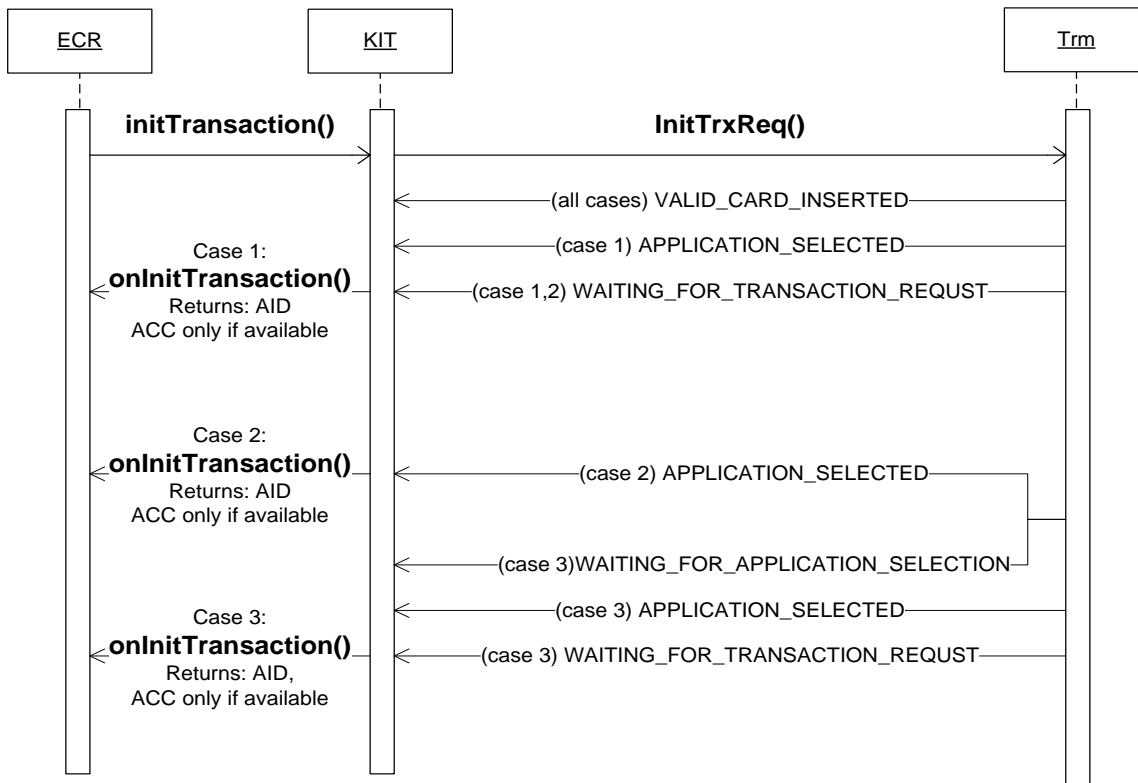 ECR
KIT
Trm
initTransaction()
InitTrxReq()
(all cases) VALID_CARD_INSERTED
(case 1) APPLICATION_SELECTED
Case 1:
onInitTransaction()
Returns: AID
ACC only if available
(case 1,2) WAITING_FOR_TRANSACTION_REQUST
Case 2:
onInitTransaction()
Returns: AID
ACC only if available
(case 2) APPLICATION_SELECTED
(case 3)WAITING_FOR_APPLICATION_SELECTION
(case 3) APPLICATION_SELECTED
Case 3:
onInitTransaction()
Returns: AID,
ACC only if available
(case 3) WAITING_FOR_TRANSACTION_REQUST